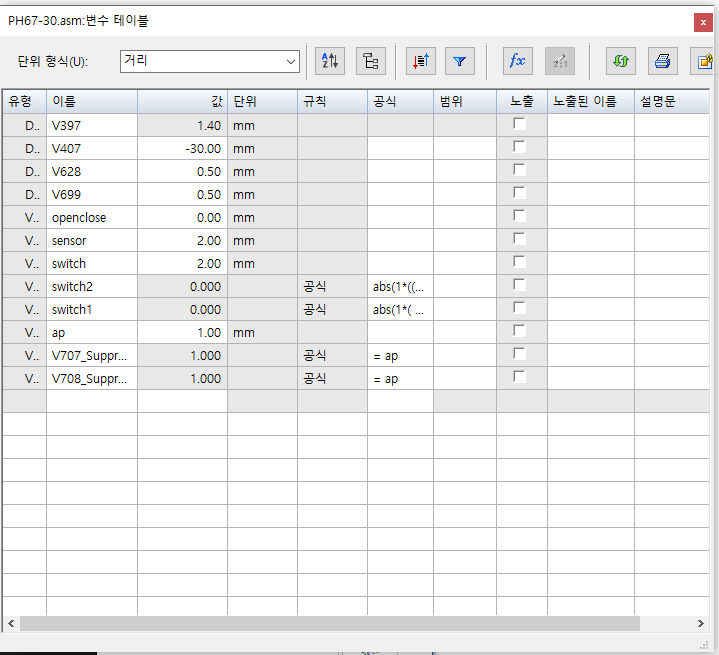 PH67-30.asm:변수 테이블
x
단위 형식(U): 거리
유형 이름 값 단위 규칙 공식 범위 노출 노출된 이름 설명문
D.. V397 1.40 mm
D.. V407 -30.00 mm
D.. V628 0.50 mm
D.. V699 0.50 mm
V.. openclose 0.00 mm
V.. sensor 2.00 mm
V.. switch 2.00 mm
V.. switch2 0.000 공식 abs(1*((...
V.. switch1 0.000 공식 abs(1*( ...
V.. ap 1.00 mm
V.. V707_Suppr... 1.000 공식 = ap
V.. V708_Suppr... 1.000 공식 = ap